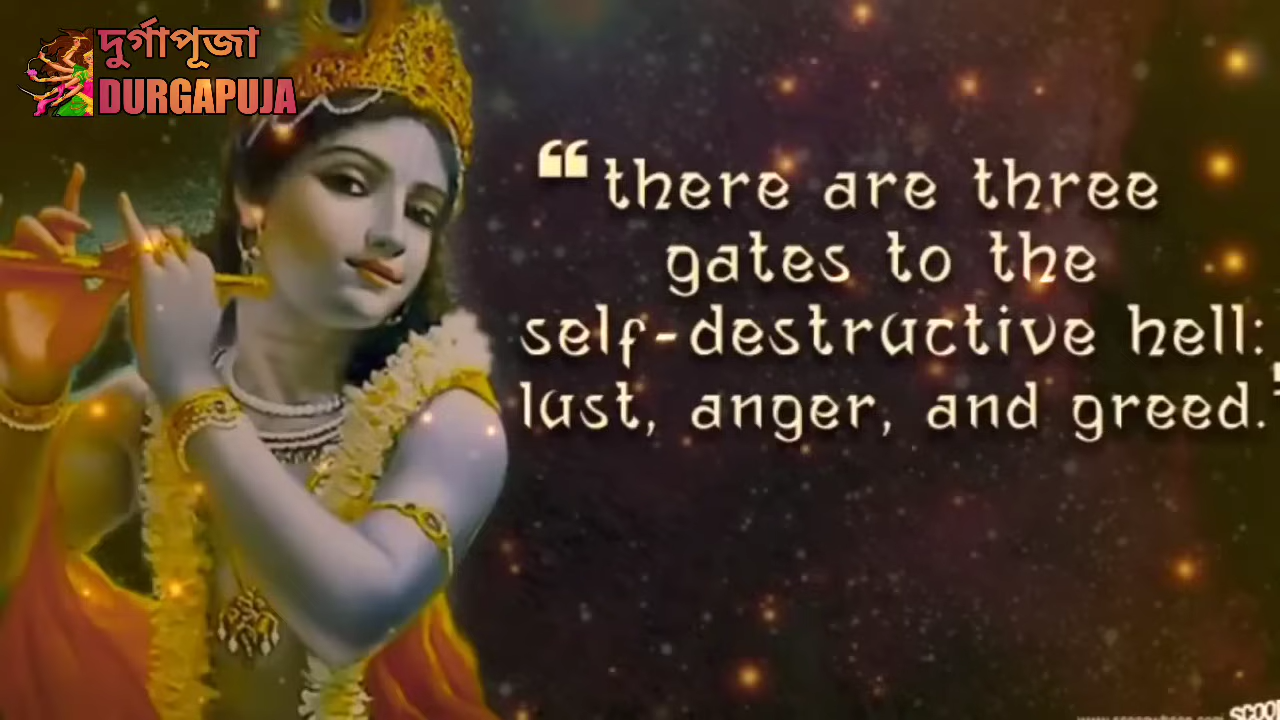 দুর্গাপূজা
DURGAPUJA
“there are three
gates to the
self-destructive hell:
lust, anger, and greed.”